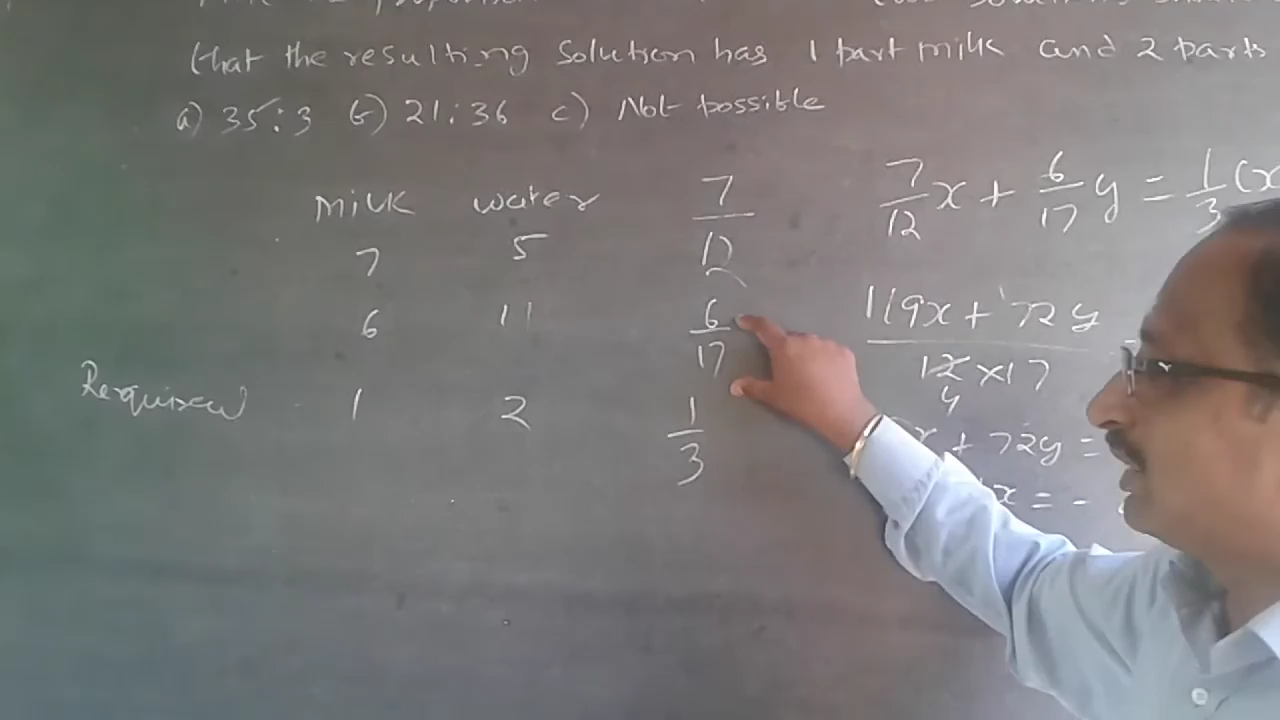 that the resulting solution has 1 part milk and 2 parts
a) 35:3 b) 21:36 c) Not possible
Milk water
7 5 7/12
6 11 6/17
Required 1 2 1/3
7/12 x + 6/17 y = 1/3 (x
119x + 72y
12 × 17
4
x + 72y =
x = -